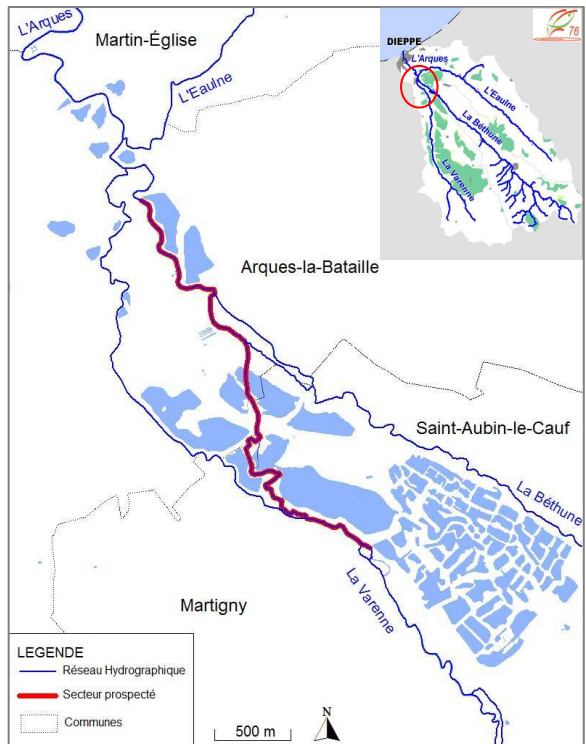 L'Arques
Martin-Église
L'Eaulne
76
DIEPPE
L'Arques
L'Eaulne
La Béthune
La Varenne
Arques-la-Bataille
Saint-Aubin-le-Cauf
La Béthune
La Varenne
Martigny
LEGENDE
Réseau Hydrographique
Secteur prospecté
Communes
500 m
N